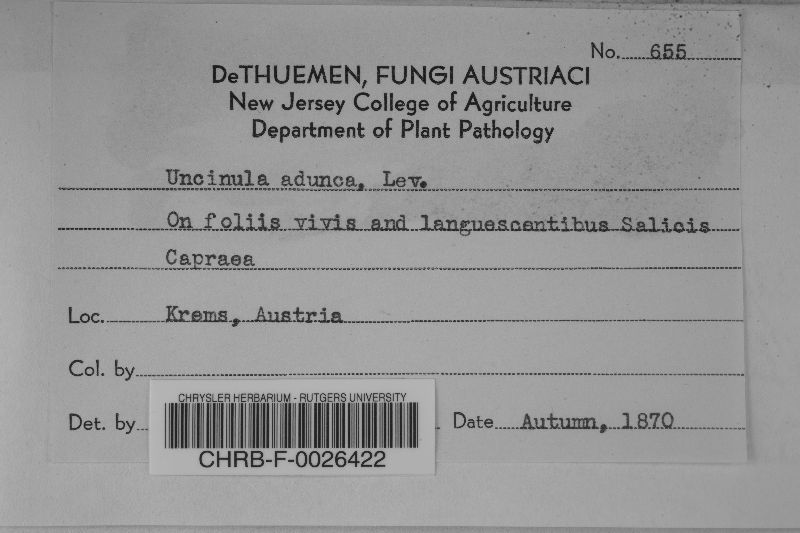 No. 655
DeTHUEMEN, FUNGI AUSTRIACI
New Jersey College of Agriculture
Department of Plant Pathology
Uncinula adunca, Lev.
On foliis vivis and languescentibus Salicis
Capraea
Loc. Krems, Austria
Col. by
Det. by
Date Autumn, 1870
CHRYSLER HERBARIUM - RUTGERS UNIVERSITY
CHRB-F-0026422